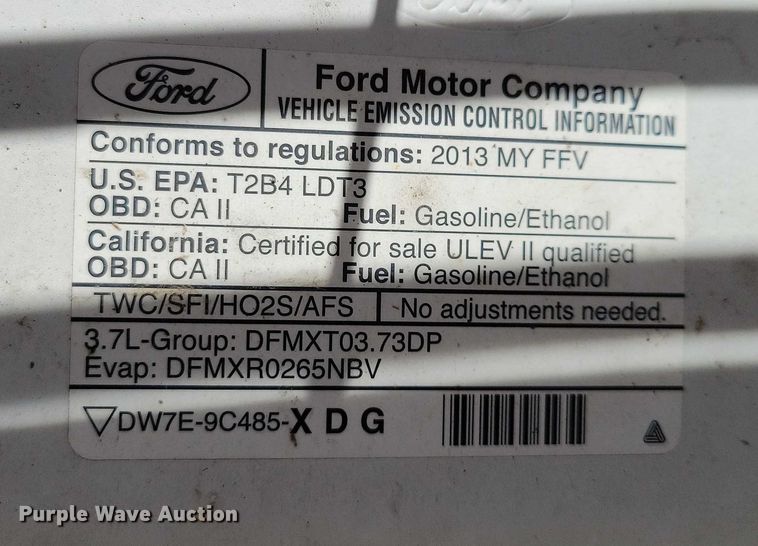 Ford
Ford
Ford Motor Company
VEHICLE EMISSION CONTROL INFORMATION
Conforms to regulations: 2013 MY FFV
U.S. EPA: T2B4 LDT3
OBD: CA II Fuel: Gasoline/Ethanol
California: Certified for sale ULEV II qualified
OBD: CA II Fuel: Gasoline/Ethanol
TWC/SFI/HO2S/AFS No adjustments needed.
3.7L-Group: DFMXT03.73DP
Evap: DFMXR0265NBV
DW7E-9C485-XDG
Purple Wave Auction